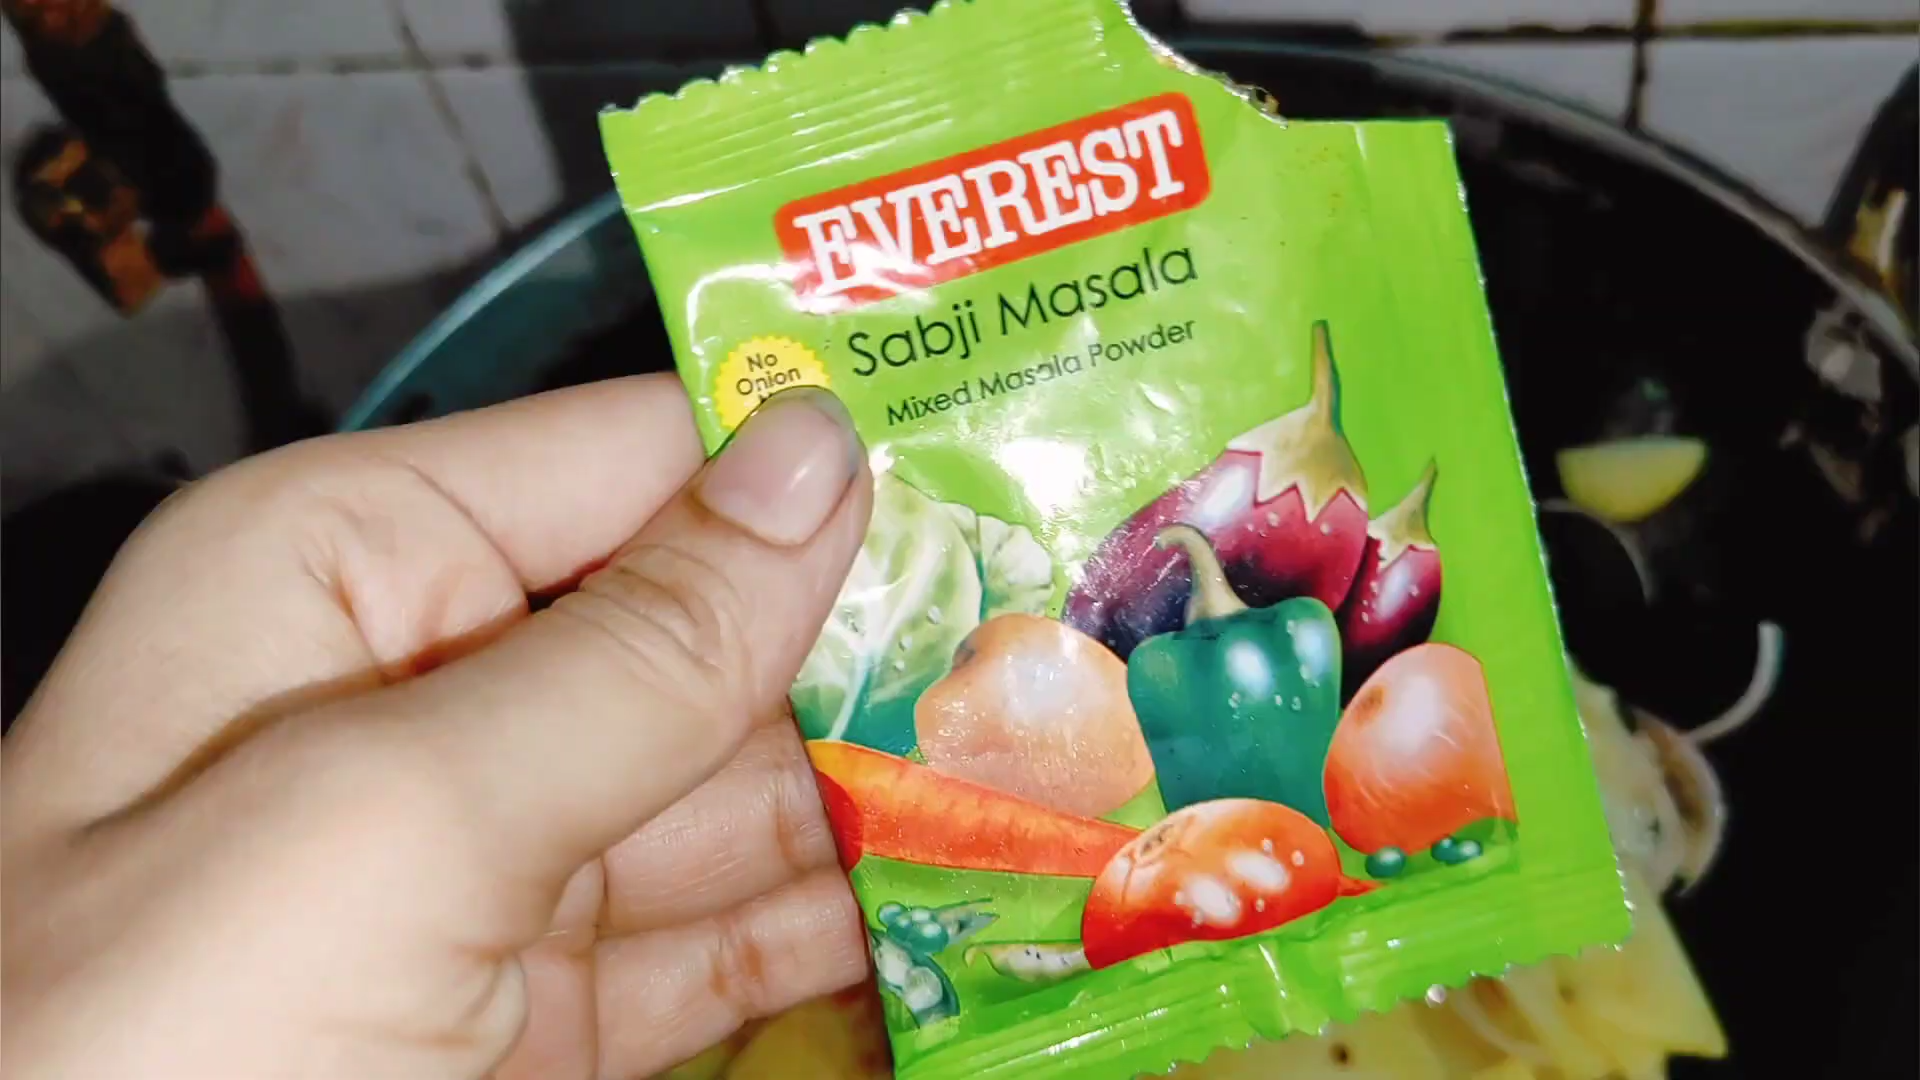 EVEREST
Sabji Masala
Mixed Masala Powder
No
Onion